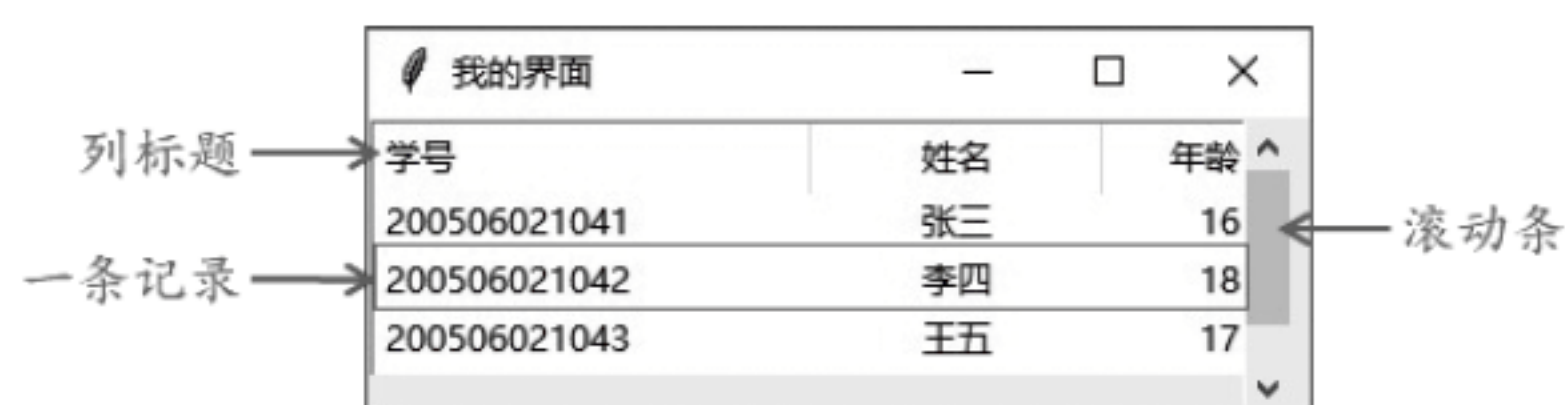 我的界面
列标题
学号 姓名 年龄
200506021041 张三 16
滚动条
一条记录
200506021042 李四 18
200506021043 王五 17